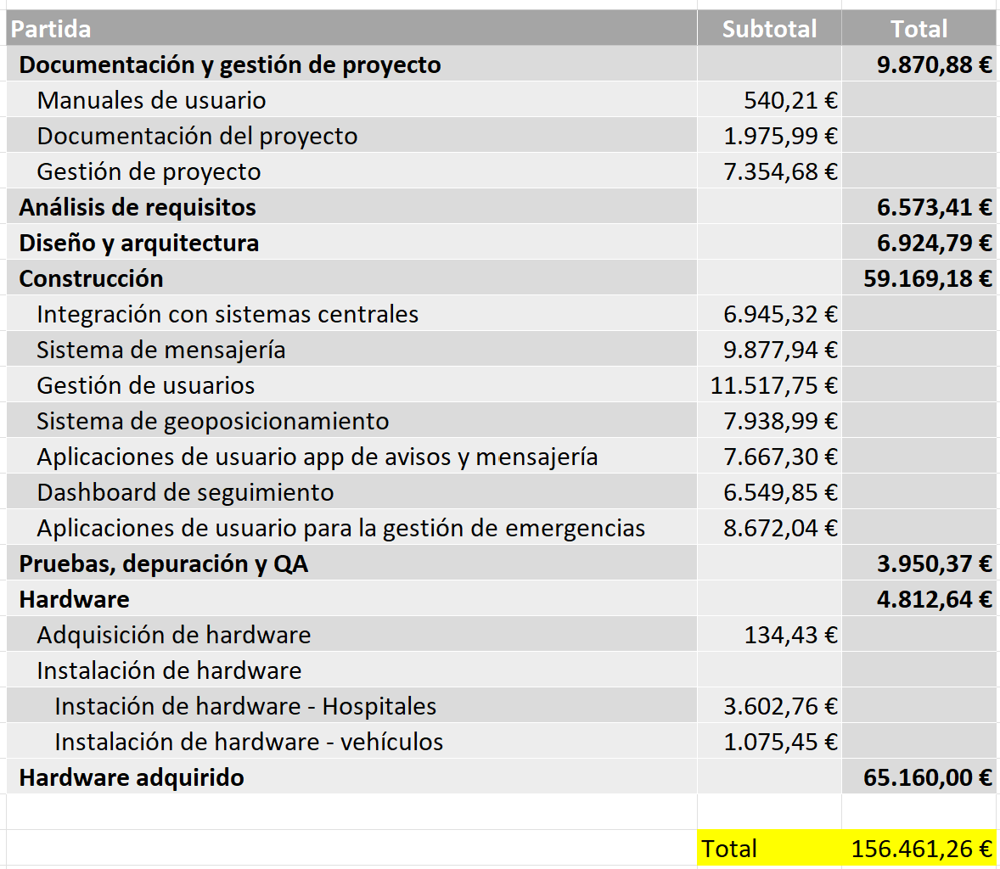 Partida Subtotal Total
Documentación y gestión de proyecto 9.870,88 €
Manuales de usuario 540,21 €
Documentación del proyecto 1.975,99 €
Gestión de proyecto 7.354,68 €
Análisis de requisitos 6.573,41 €
Diseño y arquitectura 6.924,79 €
Construcción 59.169,18 €
Integración con sistemas centrales 6.945,32 €
Sistema de mensajería 9.877,94 €
Gestión de usuarios 11.517,75 €
Sistema de geoposicionamiento 7.938,99 €
Aplicaciones de usuario app de avisos y mensajería 7.667,30 €
Dashboard de seguimiento 6.549,85 €
Aplicaciones de usuario para la gestión de emergencias 8.672,04 €
Pruebas, depuración y QA 3.950,37 €
Hardware 4.812,64 €
Adquisición de hardware 134,43 €
Instalación de hardware
Instación de hardware - Hospitales 3.602,76 €
Instalación de hardware - vehículos 1.075,45 €
Hardware adquirido 65.160,00 €
Total 156.461,26 €